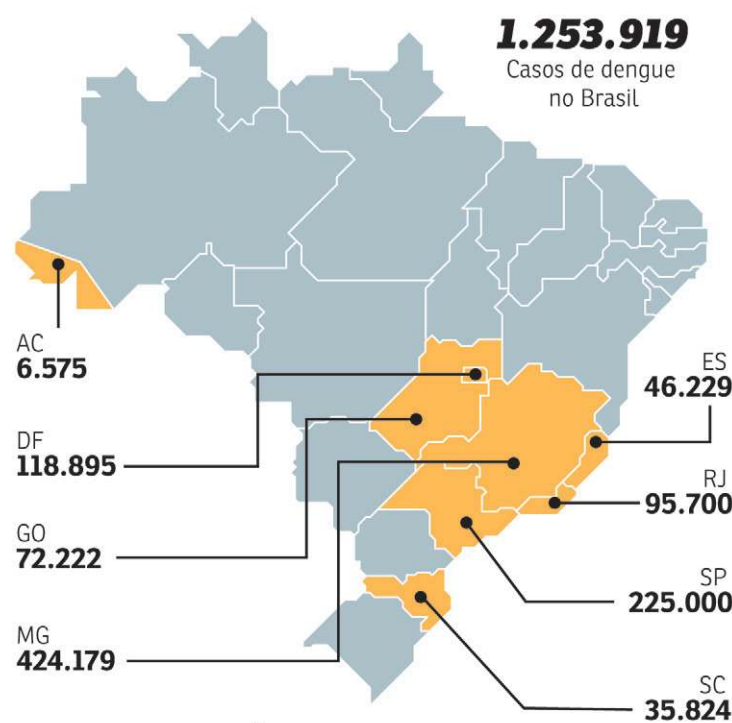 1.253.919
Casos de dengue
no Brasil
AC
6.575
DF
118.895
GO
72.222
MG
424.179
ES
46.229
RJ
95.700
SP
225.000
SC
35.824